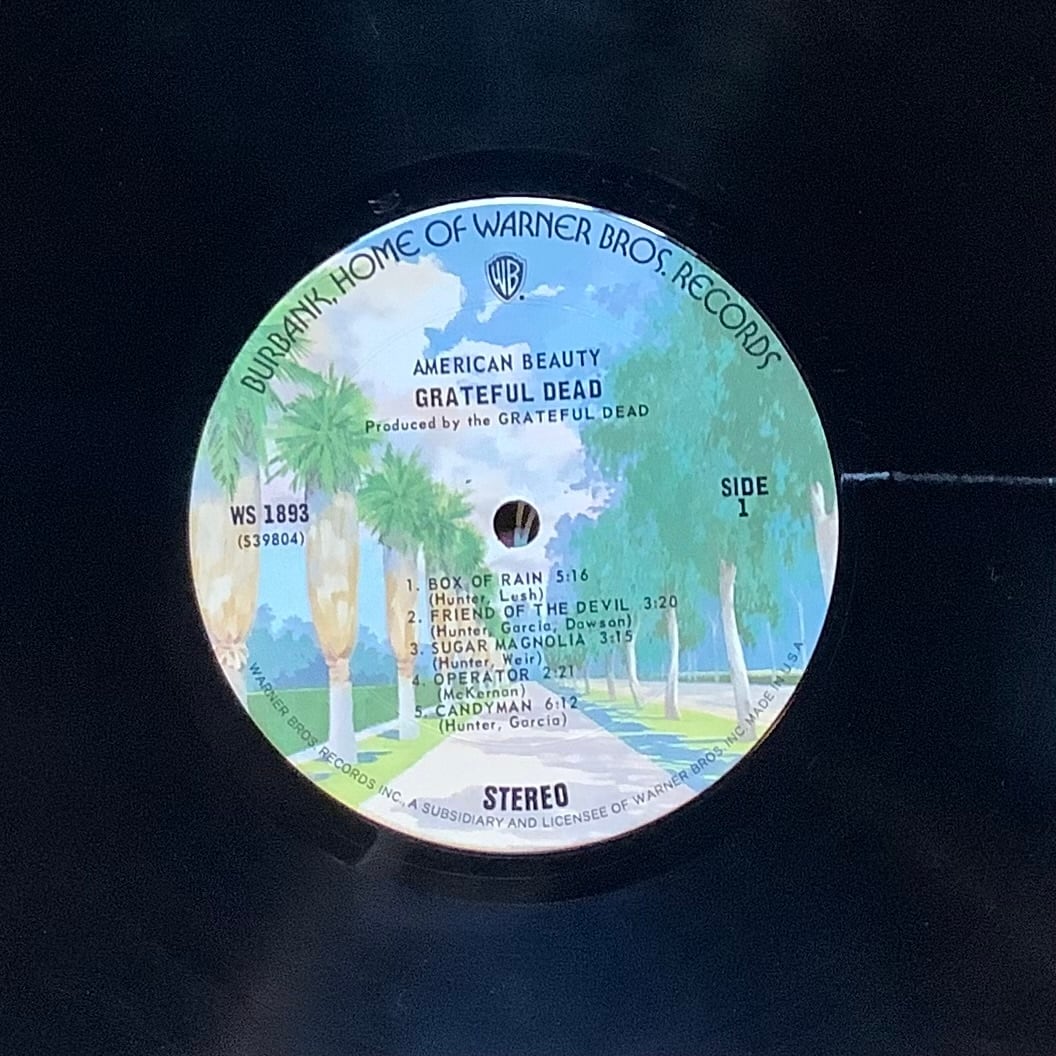 BURBANK, HOME OF WARNER BROS. RECORDS
WB
AMERICAN BEAUTY
GRATEFUL DEAD
Produced by the GRATEFUL DEAD
WS 1893
(S39804)
SIDE
1
1. BOX OF RAIN 5:16
(Hunter, Lesh)
2. FRIEND OF THE DEVIL 3:20
(Hunter, Garcia, Dawson)
3. SUGAR MAGNOLIA 3:15
(Hunter, Weir)
4. OPERATOR 2:21
(McKernan)
5. CANDYMAN 6:12
(Hunter, Garcia)
STEREO
WARNER BROS. RECORDS INC., A SUBSIDIARY AND LICENSEE OF WARNER BROS. INC. MADE IN U.S.A